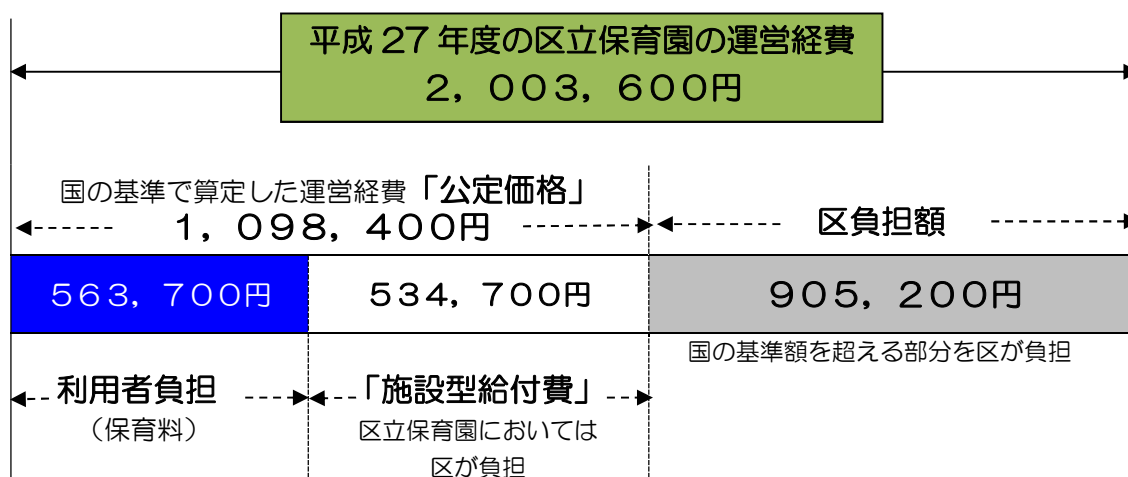 平成27年度の区立保育園の運営経費
２，００３，６００円
国の基準で算定した運営経費「公定価格」
１，０９８，４００円
区負担額
５６３，７００円
５３４，７００円
９０５，２００円
国の基準額を超える部分を区が負担
利用者負担
（保育料）
「施設型給付費」
区立保育園においては
区が負担